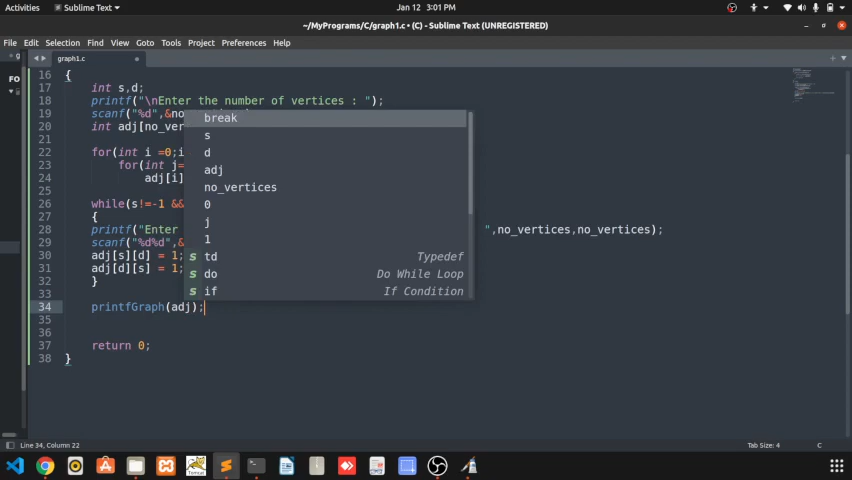 Activities Sublime Text Jan 12 3:01 PM
~/MyPrograms/C/graph1.c • (C) - Sublime Text (UNREGISTERED)
File Edit Selection Find View Goto Tools Project Preferences Help
graph1.c
FO
16 {
17 int s,d;
18 printf("\nEnter the number of vertices : ");
19 scanf("%d",&no
20 int adj[no_ver
21
22 for(int i =0;i
23 for(int j=
24 adj[i]
25
26 while(s!=-1 &&
27 {
28 printf("Enter ",no_vertices,no_vertices);
29 scanf("%d%d",&
30 adj[s][d] = 1;
31 adj[d][s] = 1;
32 }
33
34 printfGraph(adj);
35
36
37 return 0;
38 }
break
s
d
adj
no_vertices
0
j
1
s td Typedef
s do Do While Loop
s if If Condition
Line 34, Column 22 Tab Size: 4 C